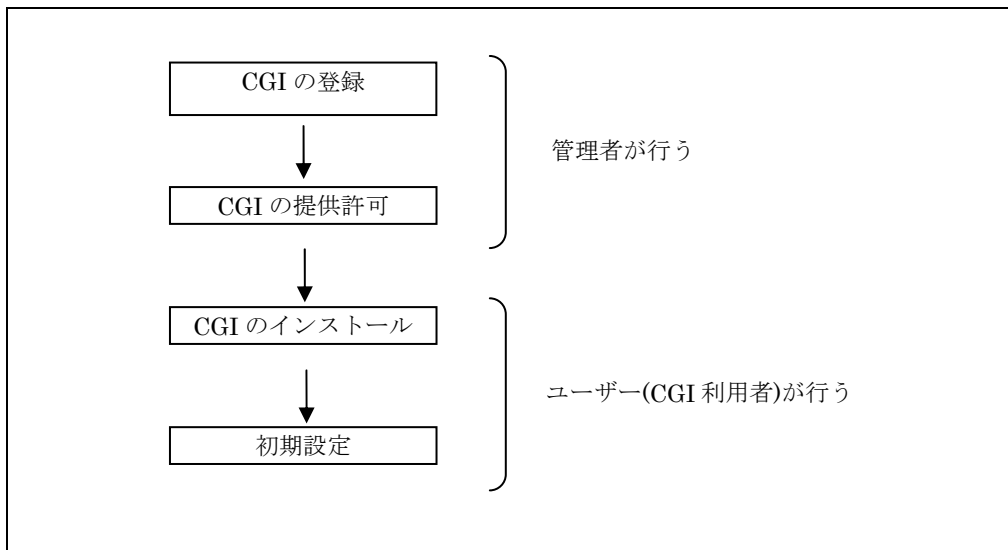 CGI の登録
管理者が行う
CGI の提供許可
CGI のインストール
ユーザー(CGI 利用者)が行う
初期設定